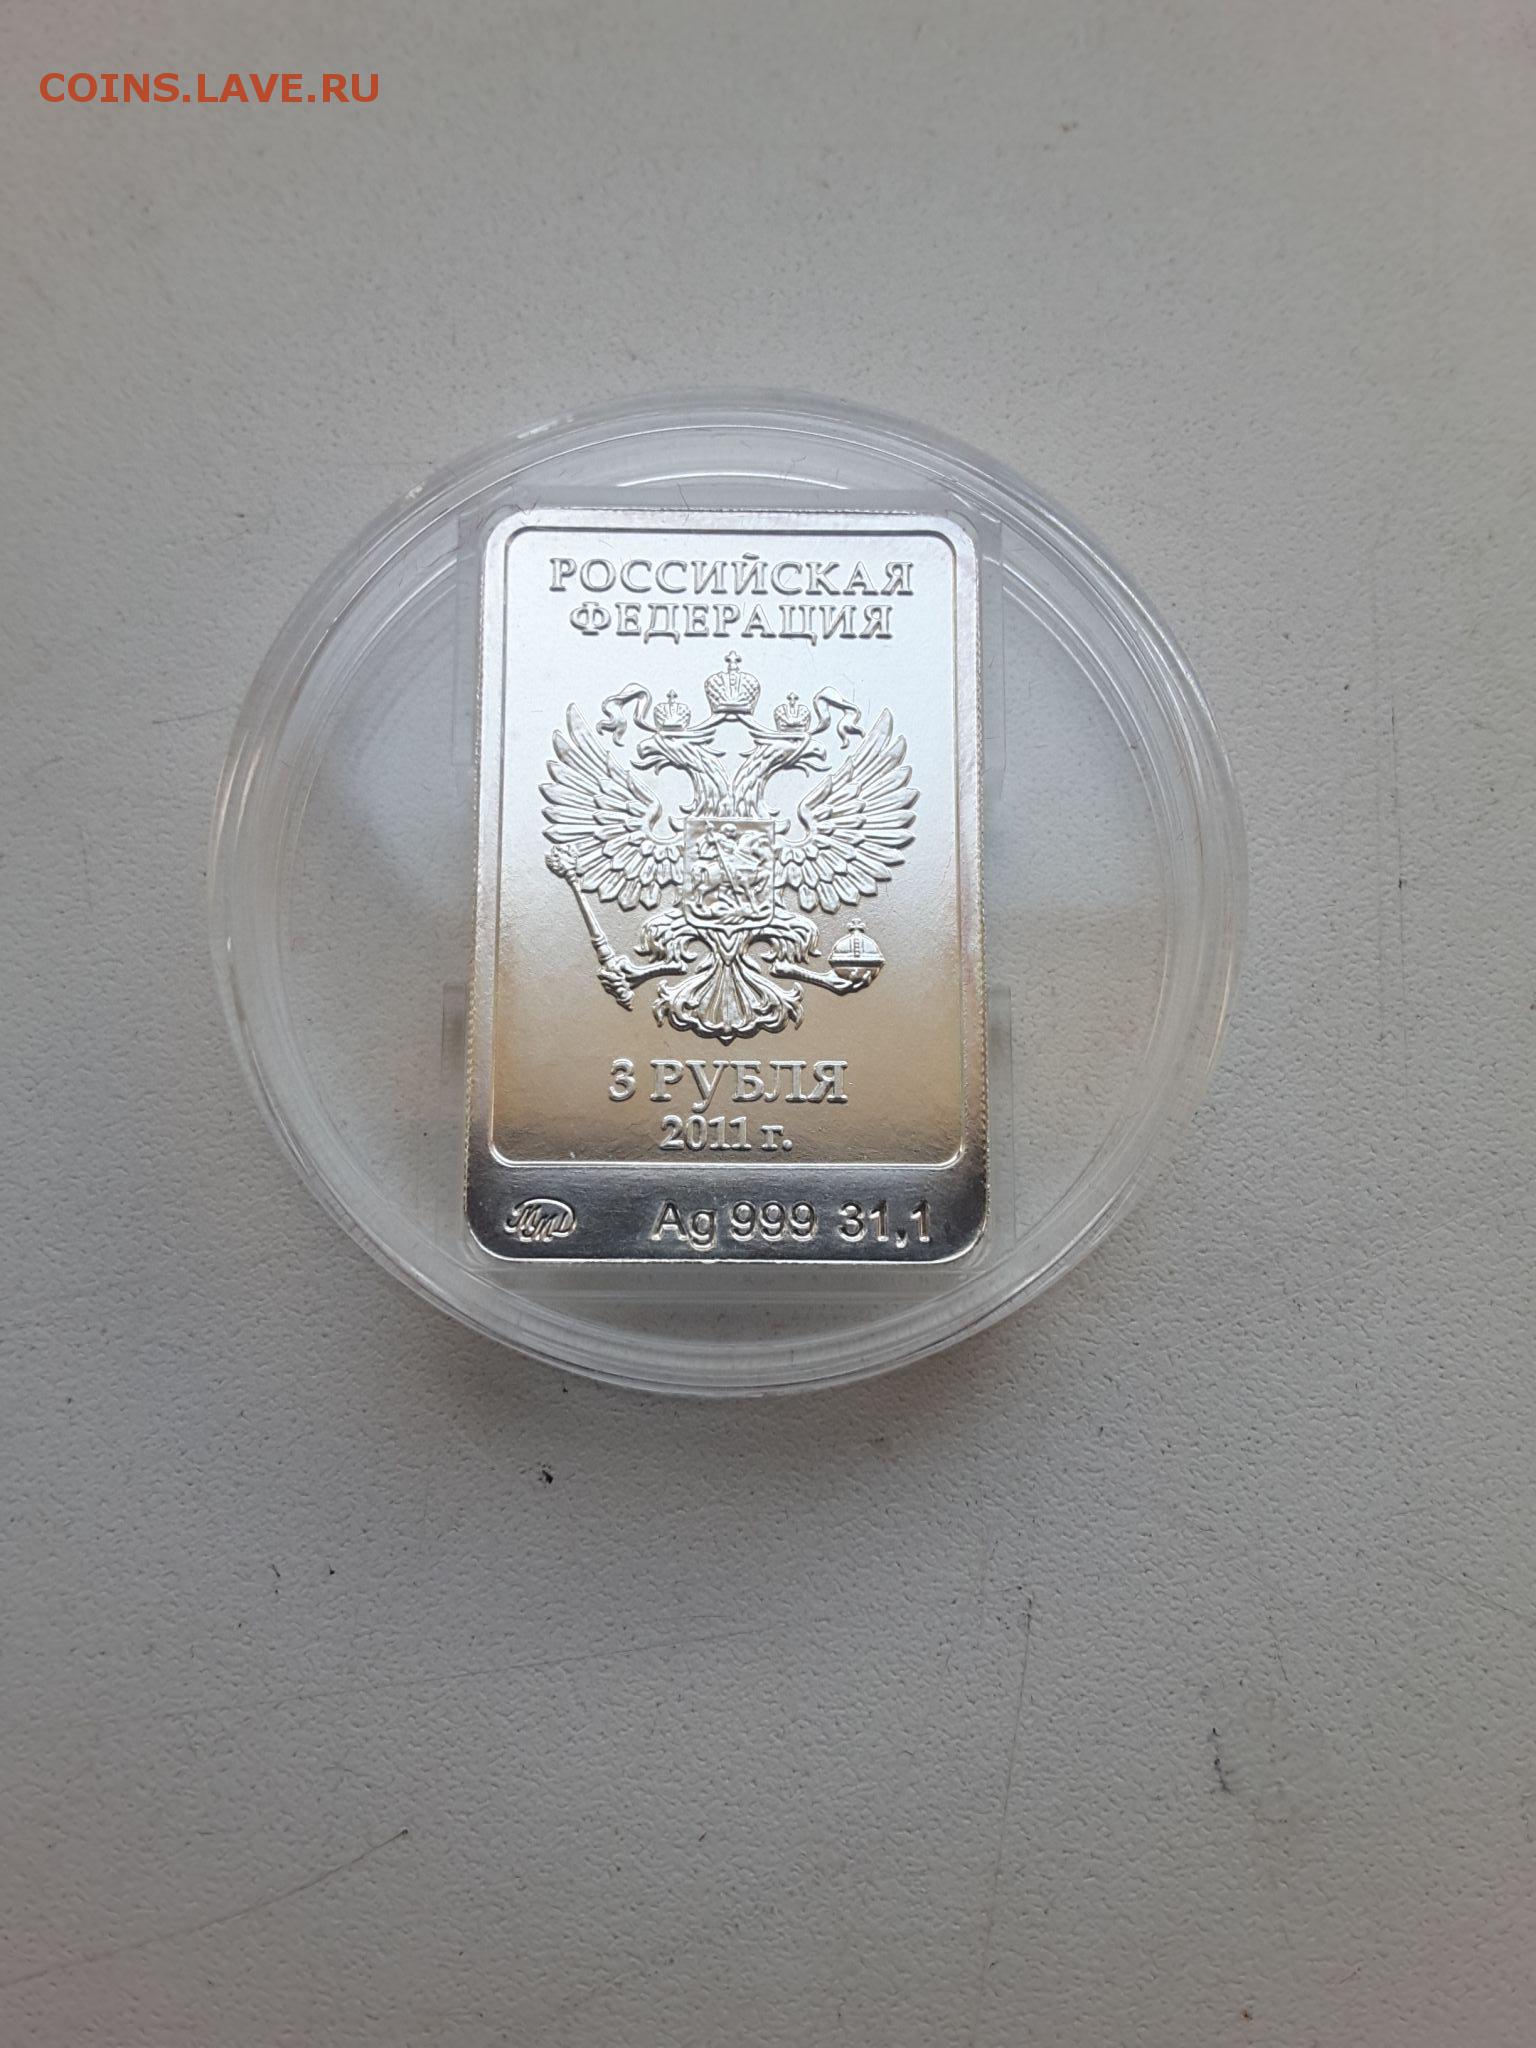 COINS.LAVE.RU
РОССИЙСКАЯ
ФЕДЕРАЦИЯ
3 РУБЛЯ
2011 г.
ММД Ag 999 31,1